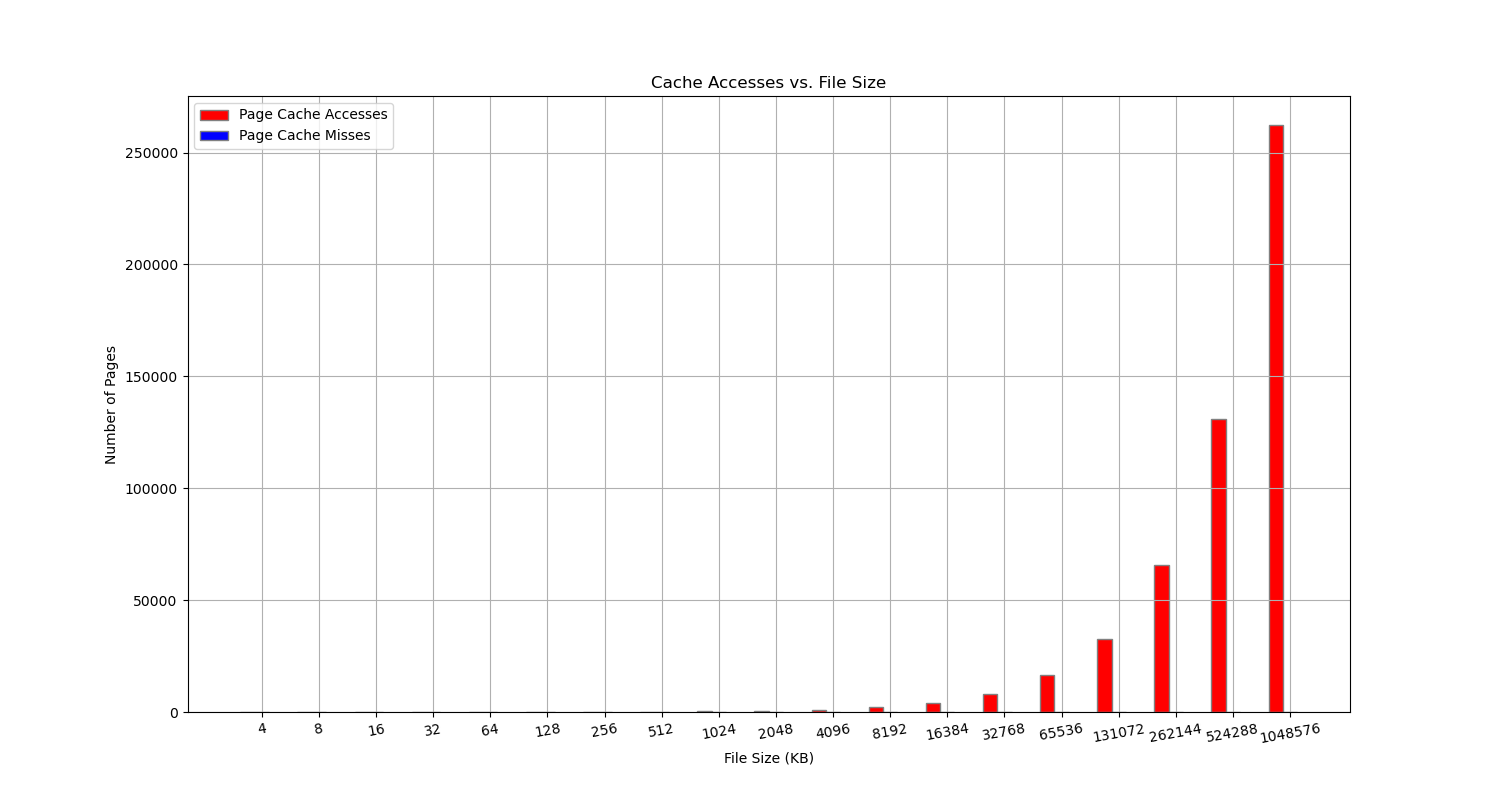 Cache Accesses vs. File Size
Page Cache Accesses
Page Cache Misses
250000
200000
150000
100000
50000
0
Number of Pages
4 8 16 32 64 128 256 512 1024 2048 4096 8192 16384 32768 65536 131072 262144 524288 1048576
File Size (KB)